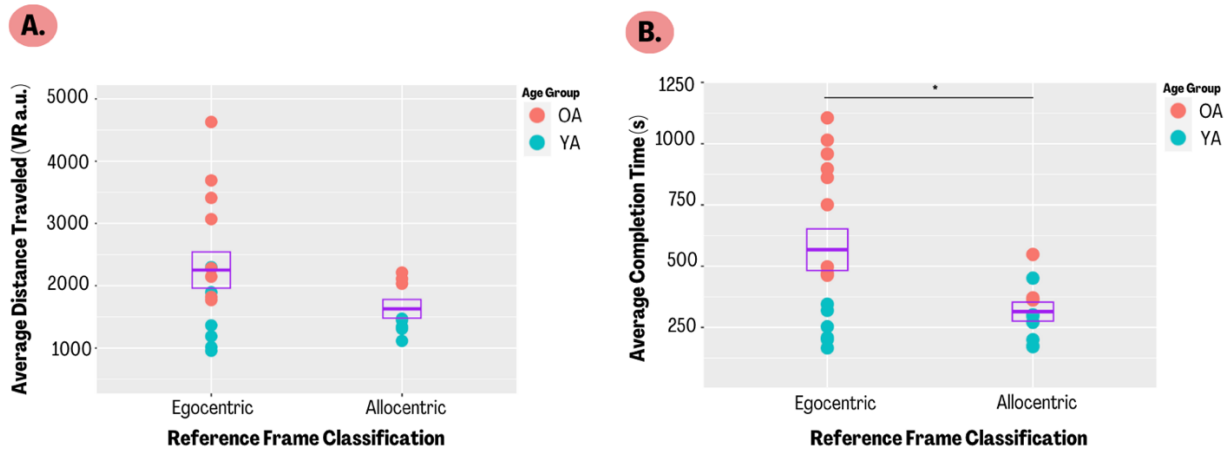 A.
Average Distance Traveled (VR a.u.)
5000
4000
3000
2000
1000
Egocentric
Allocentric
Reference Frame Classification
Age Group
OA
YA
B.
Average Completion Time (s)
1250
1000
750
500
250
*
Egocentric
Allocentric
Reference Frame Classification
Age Group
OA
YA